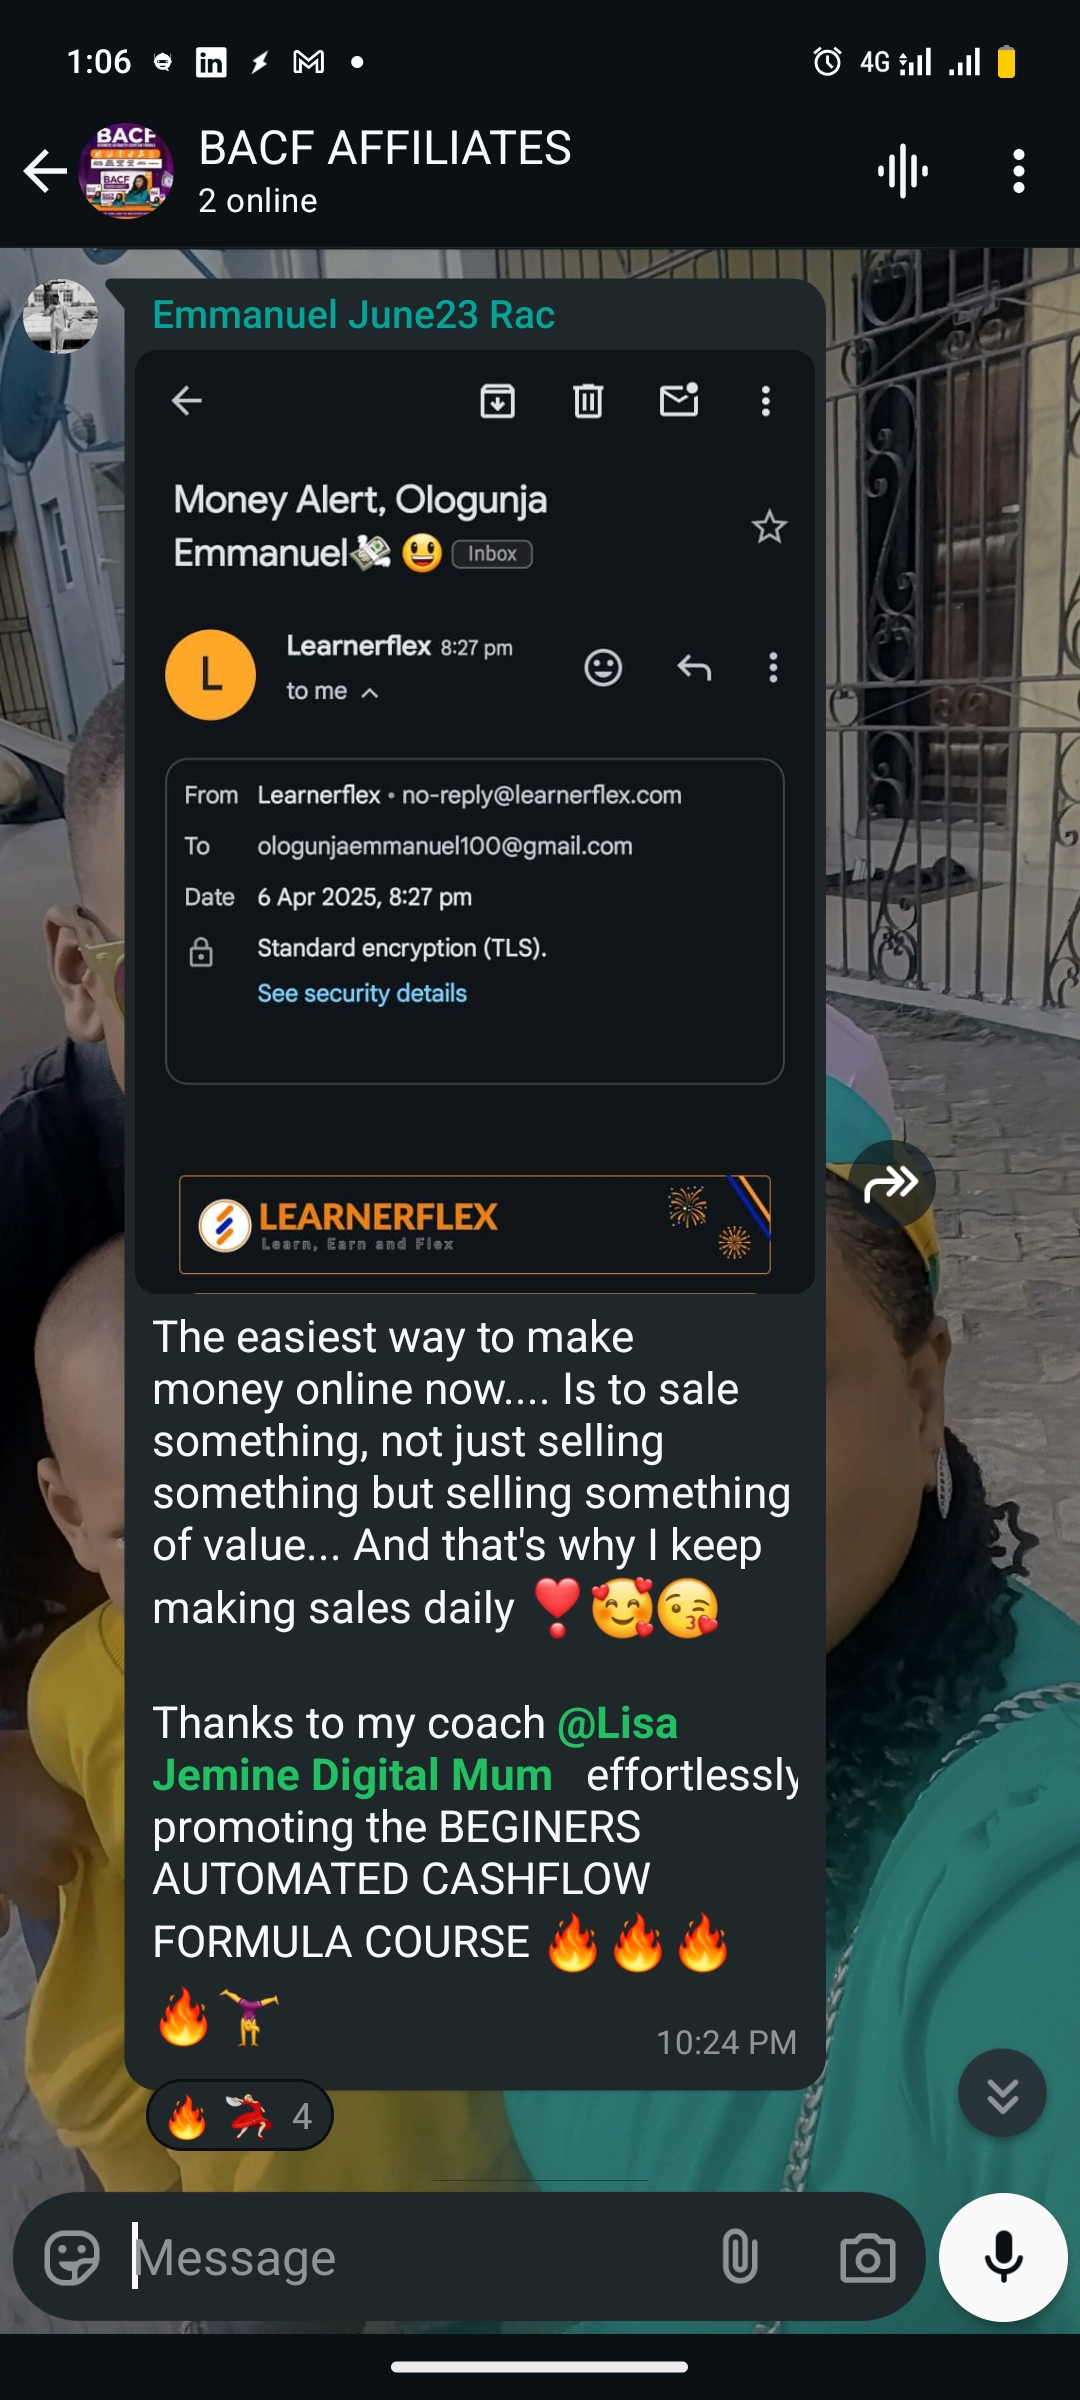 1:06
4G
BACF
BACF
BACF AFFILIATES
2 online
Emmanuel June23 Rac
Money Alert, Ologunja
Emmanuel💸 😃 Inbox
L
Learnerflex 8:27 pm
to me
From Learnerflex • no-reply@learnerflex.com
To ologunjaemmanuel100@gmail.com
Date 6 Apr 2025, 8:27 pm
Standard encryption (TLS).
See security details
LEARNERFLEX
Learn, Earn and Flex
The easiest way to make
money online now.... Is to sale
something, not just selling
something but selling something
of value... And that's why I keep
making sales daily ❣️🥰😘
Thanks to my coach @Lisa
Jemine Digital Mum effortlessly
promoting the BEGINERS
AUTOMATED CASHFLOW
FORMULA COURSE 🔥🔥🔥
🔥🤸‍♀️
10:24 PM
🔥 💃 4
Message